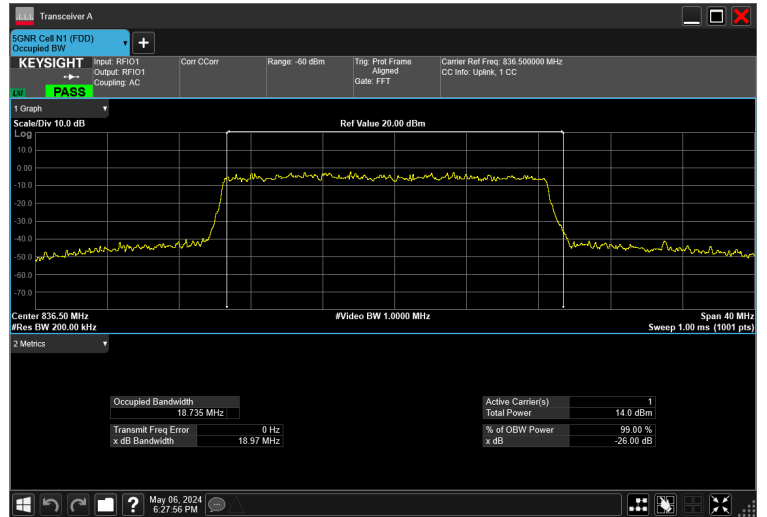 Transceiver A
5GNR Cell N1 (FDD)
Occupied BW
KEYSIGHT
LXI
PASS
Input: RFIO1
Output: RFIO1
Coupling: AC
Corr CCorr
Range: -60 dBm
Trig: Prot Frame
Aligned
Gate: FFT
Carrier Ref Freq: 836.500000 MHz
CC Info: Uplink, 1 CC
1 Graph
Scale/Div 10.0 dB
Ref Value 20.00 dBm
Log
10.0
0.00
-10.0
-20.0
-30.0
-40.0
-50.0
-60.0
-70.0
Center 836.50 MHz
#Video BW 1.0000 MHz
Span 40 MHz
#Res BW 200.00 kHz
Sweep 1.00 ms (1001 pts)
2 Metrics
Occupied Bandwidth
18.735 MHz
Transmit Freq Error 0 Hz
x dB Bandwidth 18.97 MHz
Active Carrier(s) 1
Total Power 14.0 dBm
% of OBW Power 99.00 %
x dB -26.00 dB
?
May 06, 2024
6:27:56 PM